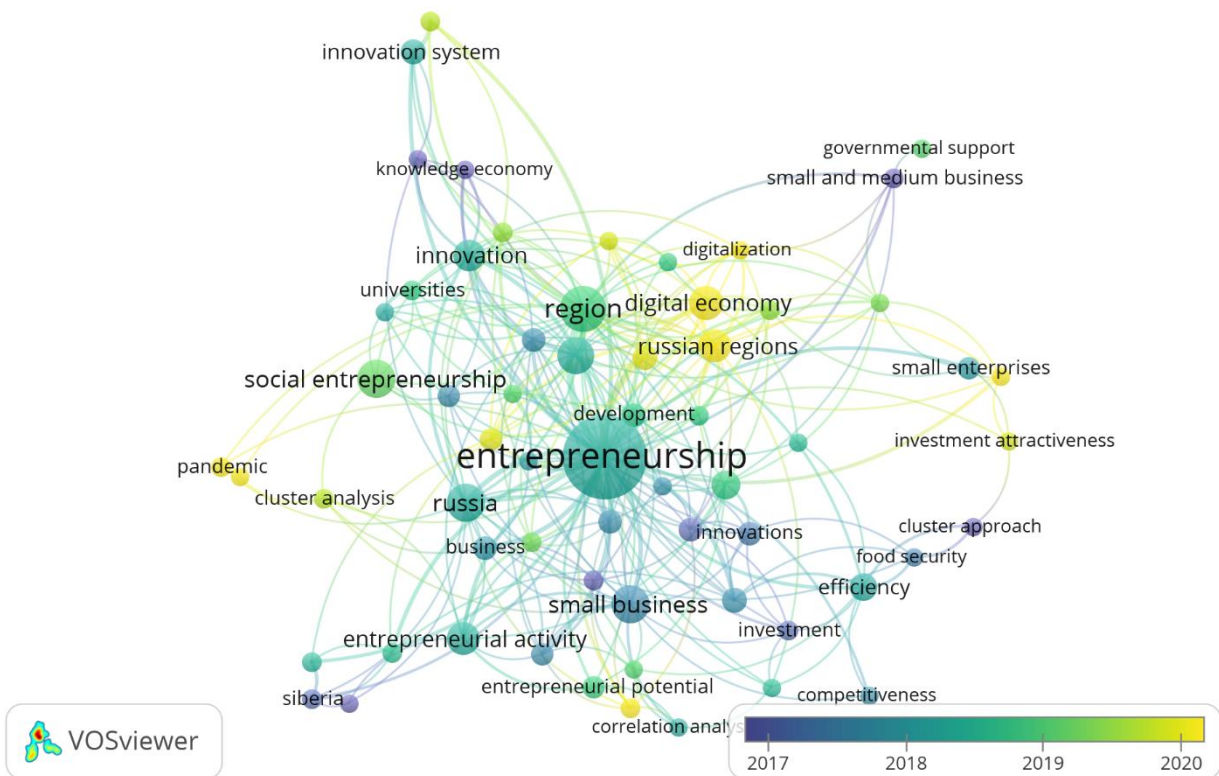 innovation system
governmental support
knowledge economy
small and medium business
digitalization
innovation
universities
region
digital economy
russian regions
small enterprises
social entrepreneurship
development
investment attractiveness
entrepreneurship
pandemic
cluster analysis
russia
cluster approach
innovations
business
food security
efficiency
small business
investment
entrepreneurial activity
entrepreneurial potential
siberia
competitiveness
correlation analys
VOSviewer
2017
2018
2019
2020